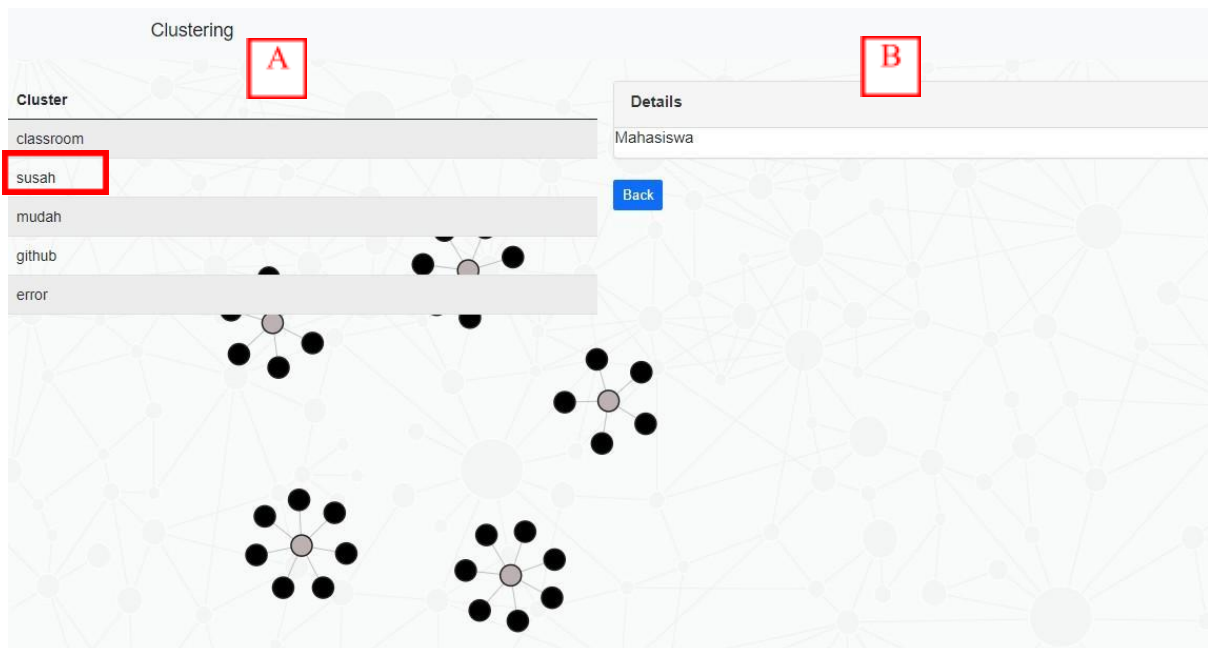 Clustering
A
B
Cluster
Details
classroom
Mahasiswa
susah
Back
mudah
github
error